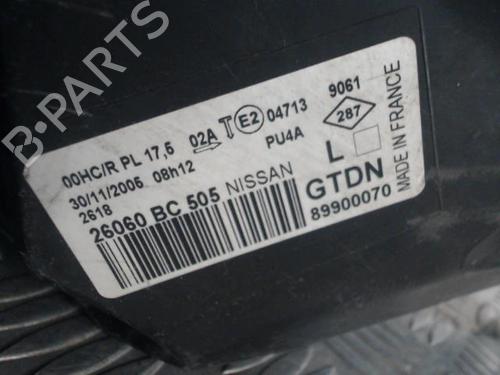 B-PARTS
00HC/R PL 17,5 02A T E2 04713 9061
30/11/2005 08h12 PU4A 287
2618 L
26060 BC 505 NISSAN GTDN
89900070
MADE IN FRANCE